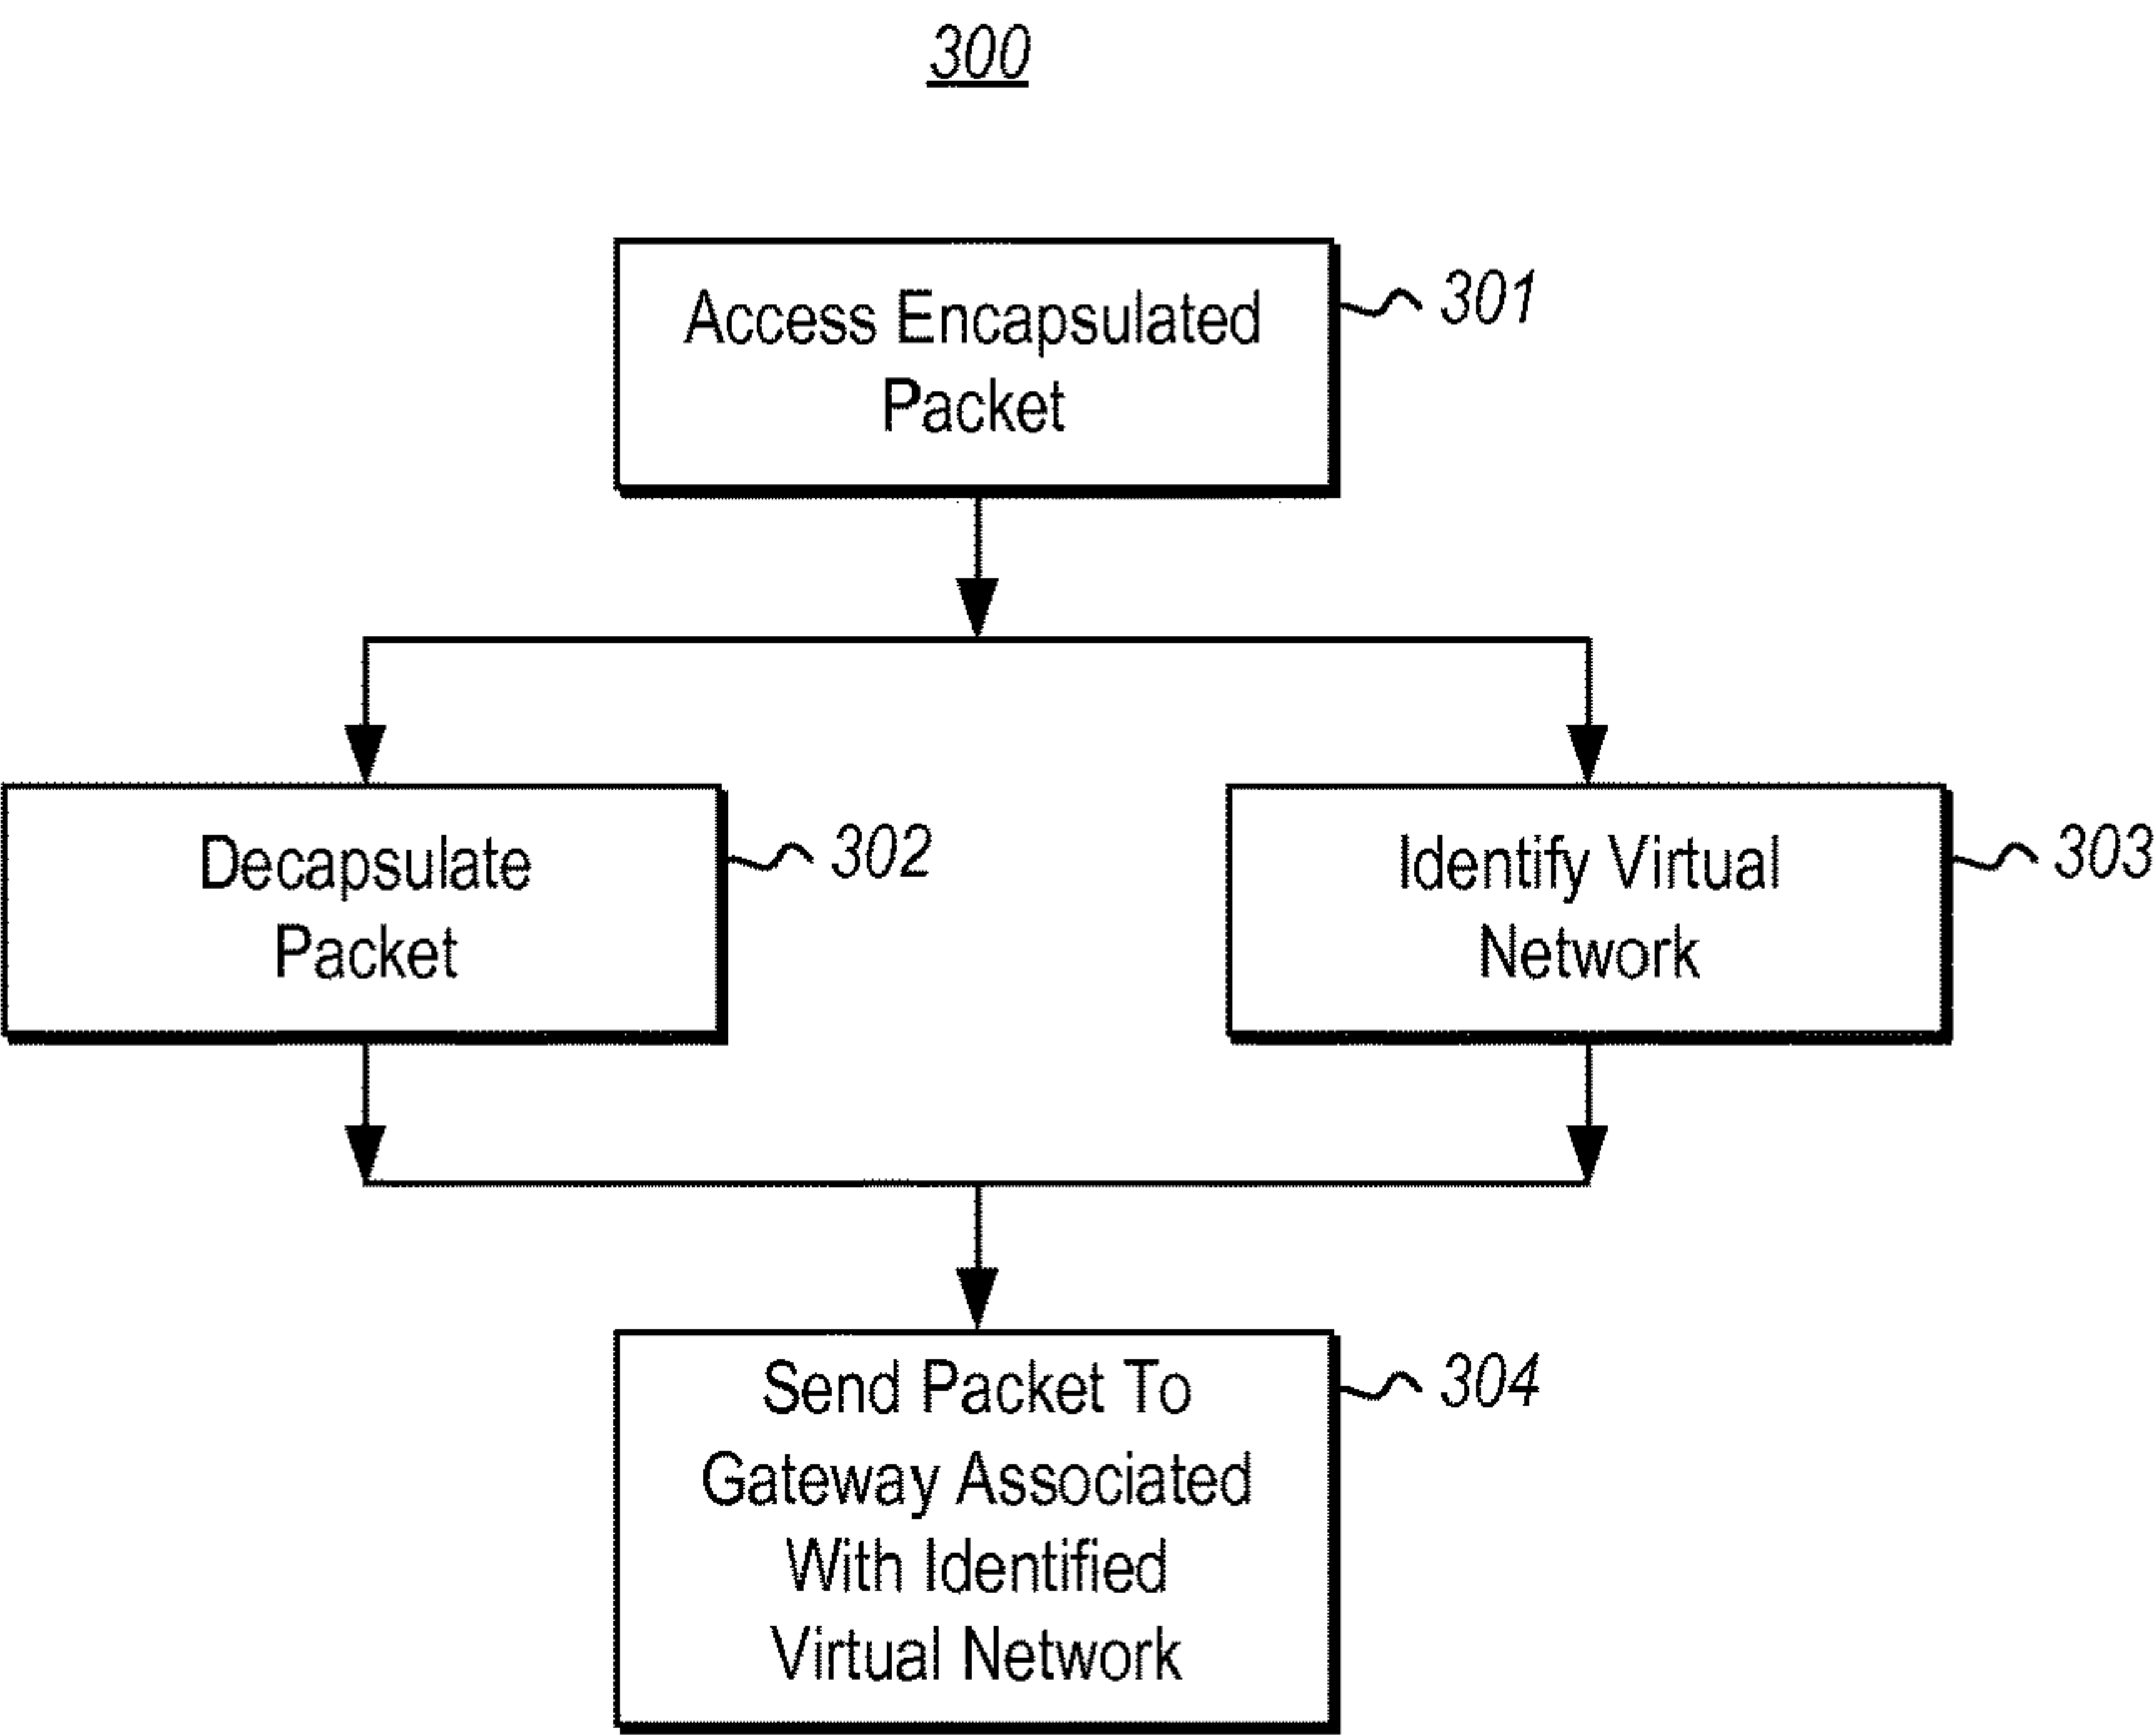 300
Access Encapsulated
Packet
301
Decapsulate
Packet
302
Identify Virtual
Network
303
Send Packet To
Gateway Associated
With Identified
Virtual Network
304